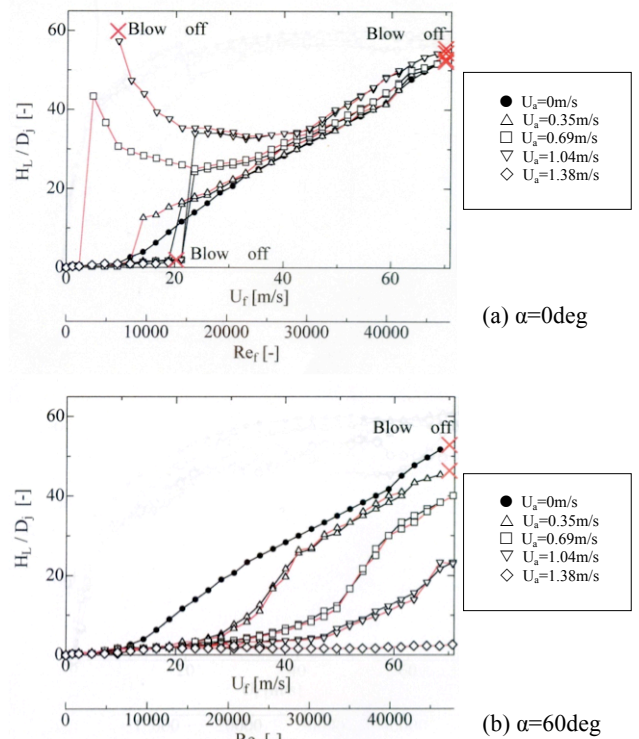 60
Blow off
Blow off
40
H_L / D_j [-]
20
Blow off
0
0 20 40 60
U_f [m/s]
0 10000 20000 30000 40000
Re_f [-]
U_a=0m/s
U_a=0.35m/s
U_a=0.69m/s
U_a=1.04m/s
U_a=1.38m/s
(a) α=0deg
60
Blow off
40
H_L / D_j [-]
20
0
0 20 40 60
U_f [m/s]
0 10000 20000 30000 40000
Re_f [-]
U_a=0m/s
U_a=0.35m/s
U_a=0.69m/s
U_a=1.04m/s
U_a=1.38m/s
(b) α=60deg